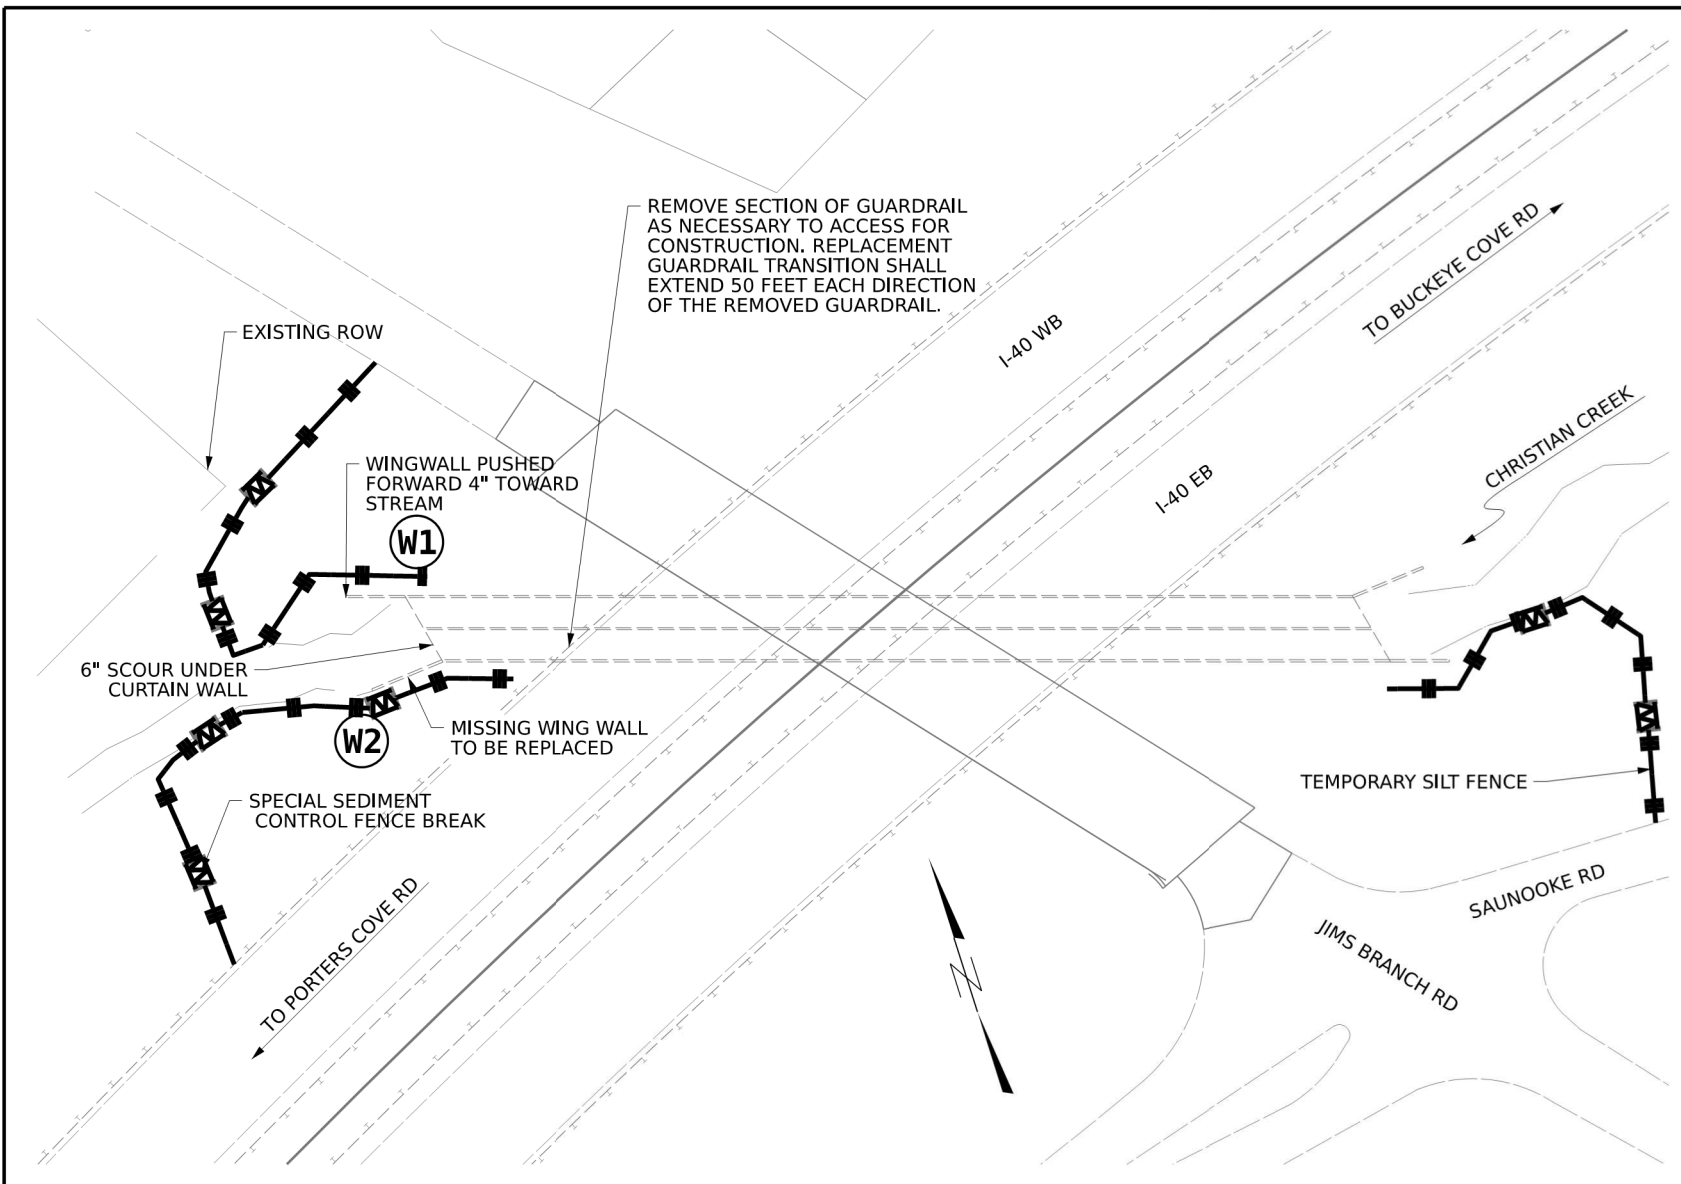 REMOVE SECTION OF GUARDRAIL
AS NECESSARY TO ACCESS FOR
CONSTRUCTION. REPLACEMENT
GUARDRAIL TRANSITION SHALL
EXTEND 50 FEET EACH DIRECTION
OF THE REMOVED GUARDRAIL.
TO BUCKEYE COVE RD
I-40 WB
EXISTING ROW
CHRISTIAN CREEK
WINGWALL PUSHED
FORWARD 4" TOWARD
STREAM
I-40 EB
W1
6" SCOUR UNDER
CURTAIN WALL
MISSING WING WALL
TO BE REPLACED
W2
TEMPORARY SILT FENCE
SPECIAL SEDIMENT
CONTROL FENCE BREAK
SAUNOOKE RD
TO PORTERS COVE RD
JIMS BRANCH RD
N